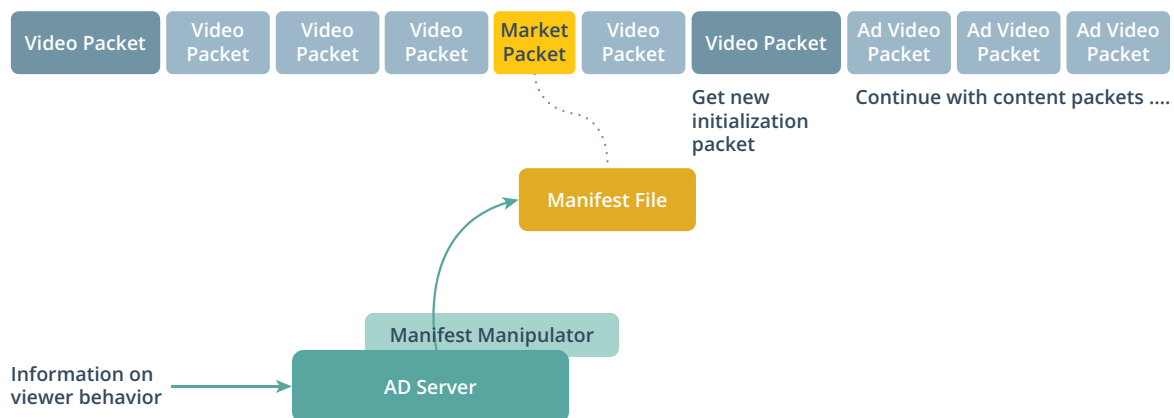 Video Packet
Video
Packet
Video
Packet
Video
Packet
Market
Packet
Video
Packet
Video Packet
Ad Video
Packet
Ad Video
Packet
Ad Video
Packet
Get new
initialization
packet
Continue with content packets ....
Manifest File
Manifest Manipulator
AD Server
Information on
viewer behavior